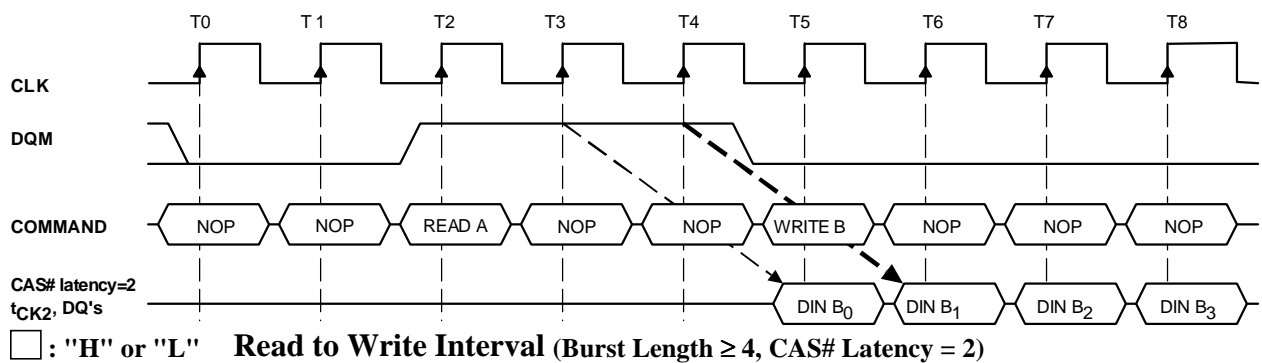 T0 T1 T2 T3 T4 T5 T6 T7 T8
CLK
DQM
COMMAND NOP NOP READ A NOP NOP WRITE B NOP NOP NOP
CAS# latency=2
tCK2, DQ's DIN B0 DIN B1 DIN B2 DIN B3
: "H" or "L" Read to Write Interval (Burst Length ≥ 4, CAS# Latency = 2)